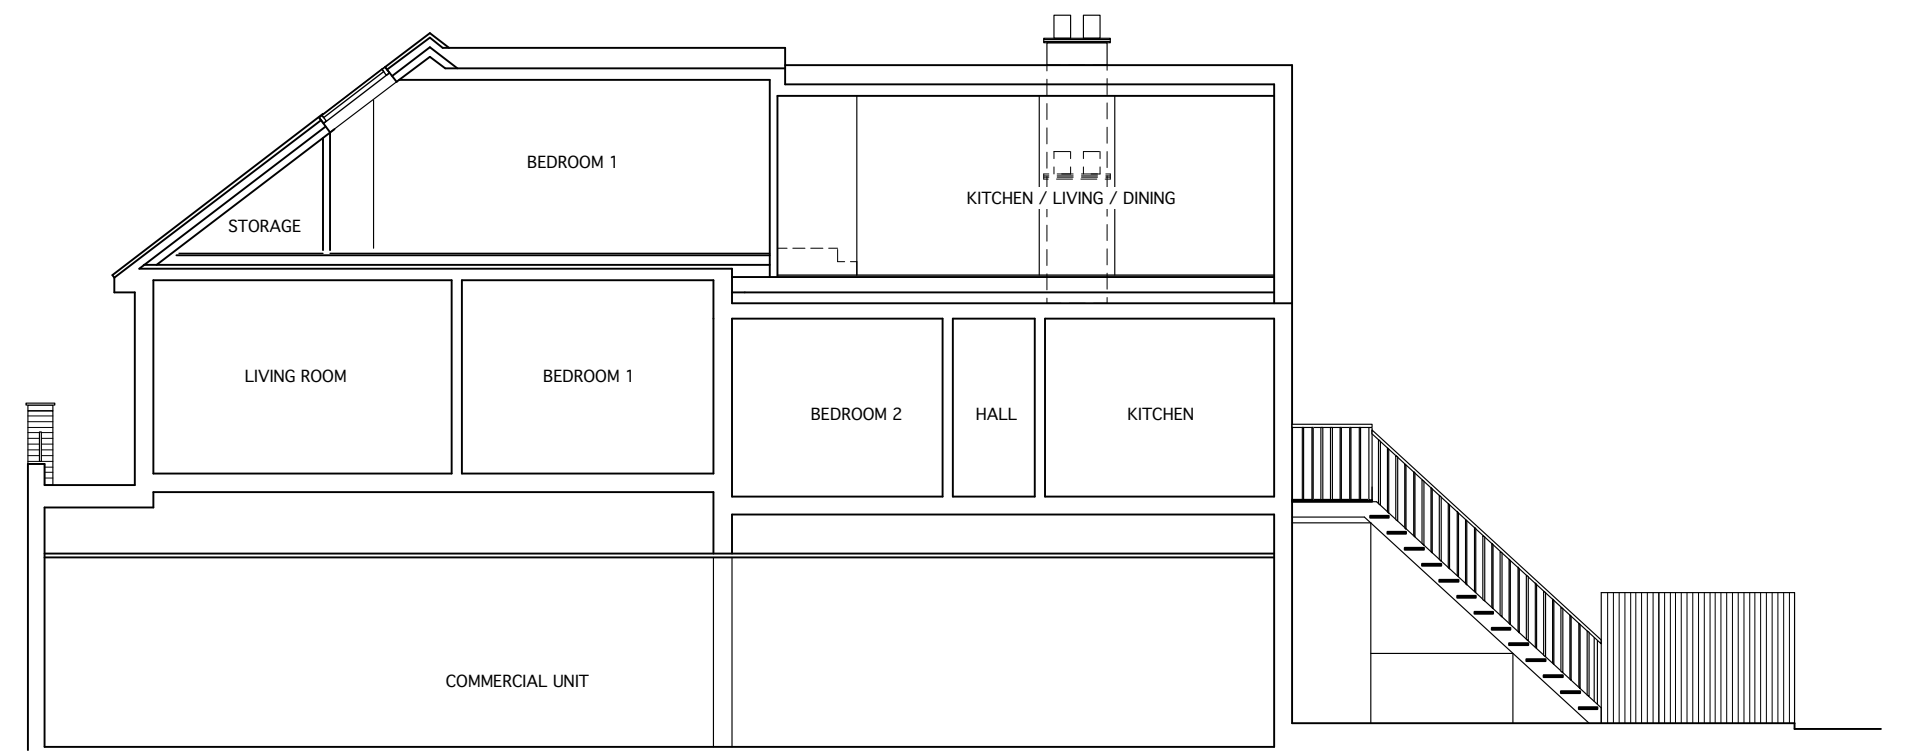 BEDROOM 1
KITCHEN / LIVING / DINING
STORAGE
LIVING ROOM
BEDROOM 1
BEDROOM 2
HALL
KITCHEN
COMMERCIAL UNIT